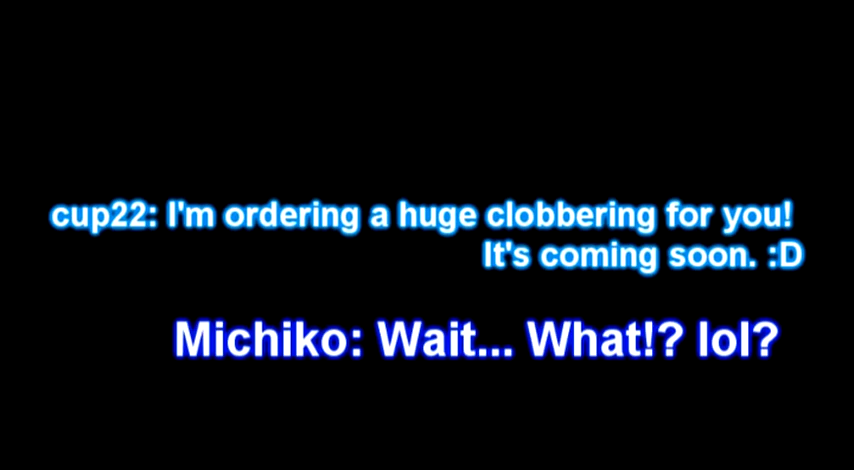 cup22: I'm ordering a huge clobbering for you!
It's coming soon. :D
Michiko: Wait... What!? lol?